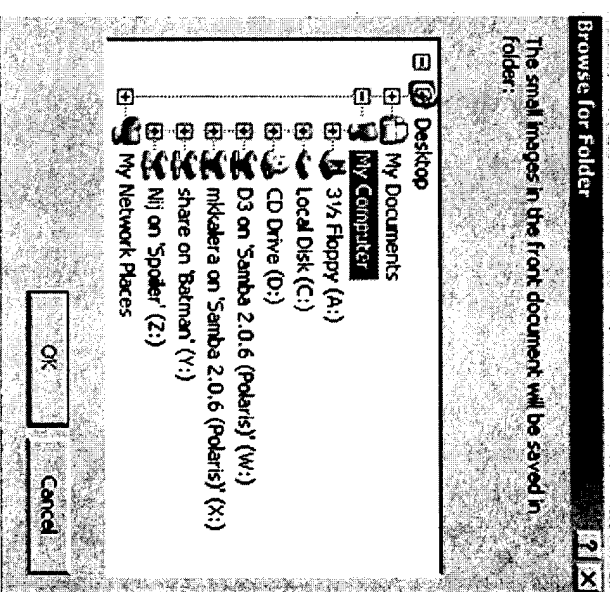 Browse for Folder
The small images in the front document will be saved in
folder:
Desktop
My Documents
My Computer
3½ Floppy (A:)
Local Disk (C:)
CD Drive (D:)
D3 on 'Samba 2.0.6 (Polaris)' (W:)
mkkalera on 'Samba 2.0.6 (Polaris)' (X:)
share on 'Batman' (Y:)
Nij on 'Spoiler' (Z:)
My Network Places
OK
Cancel